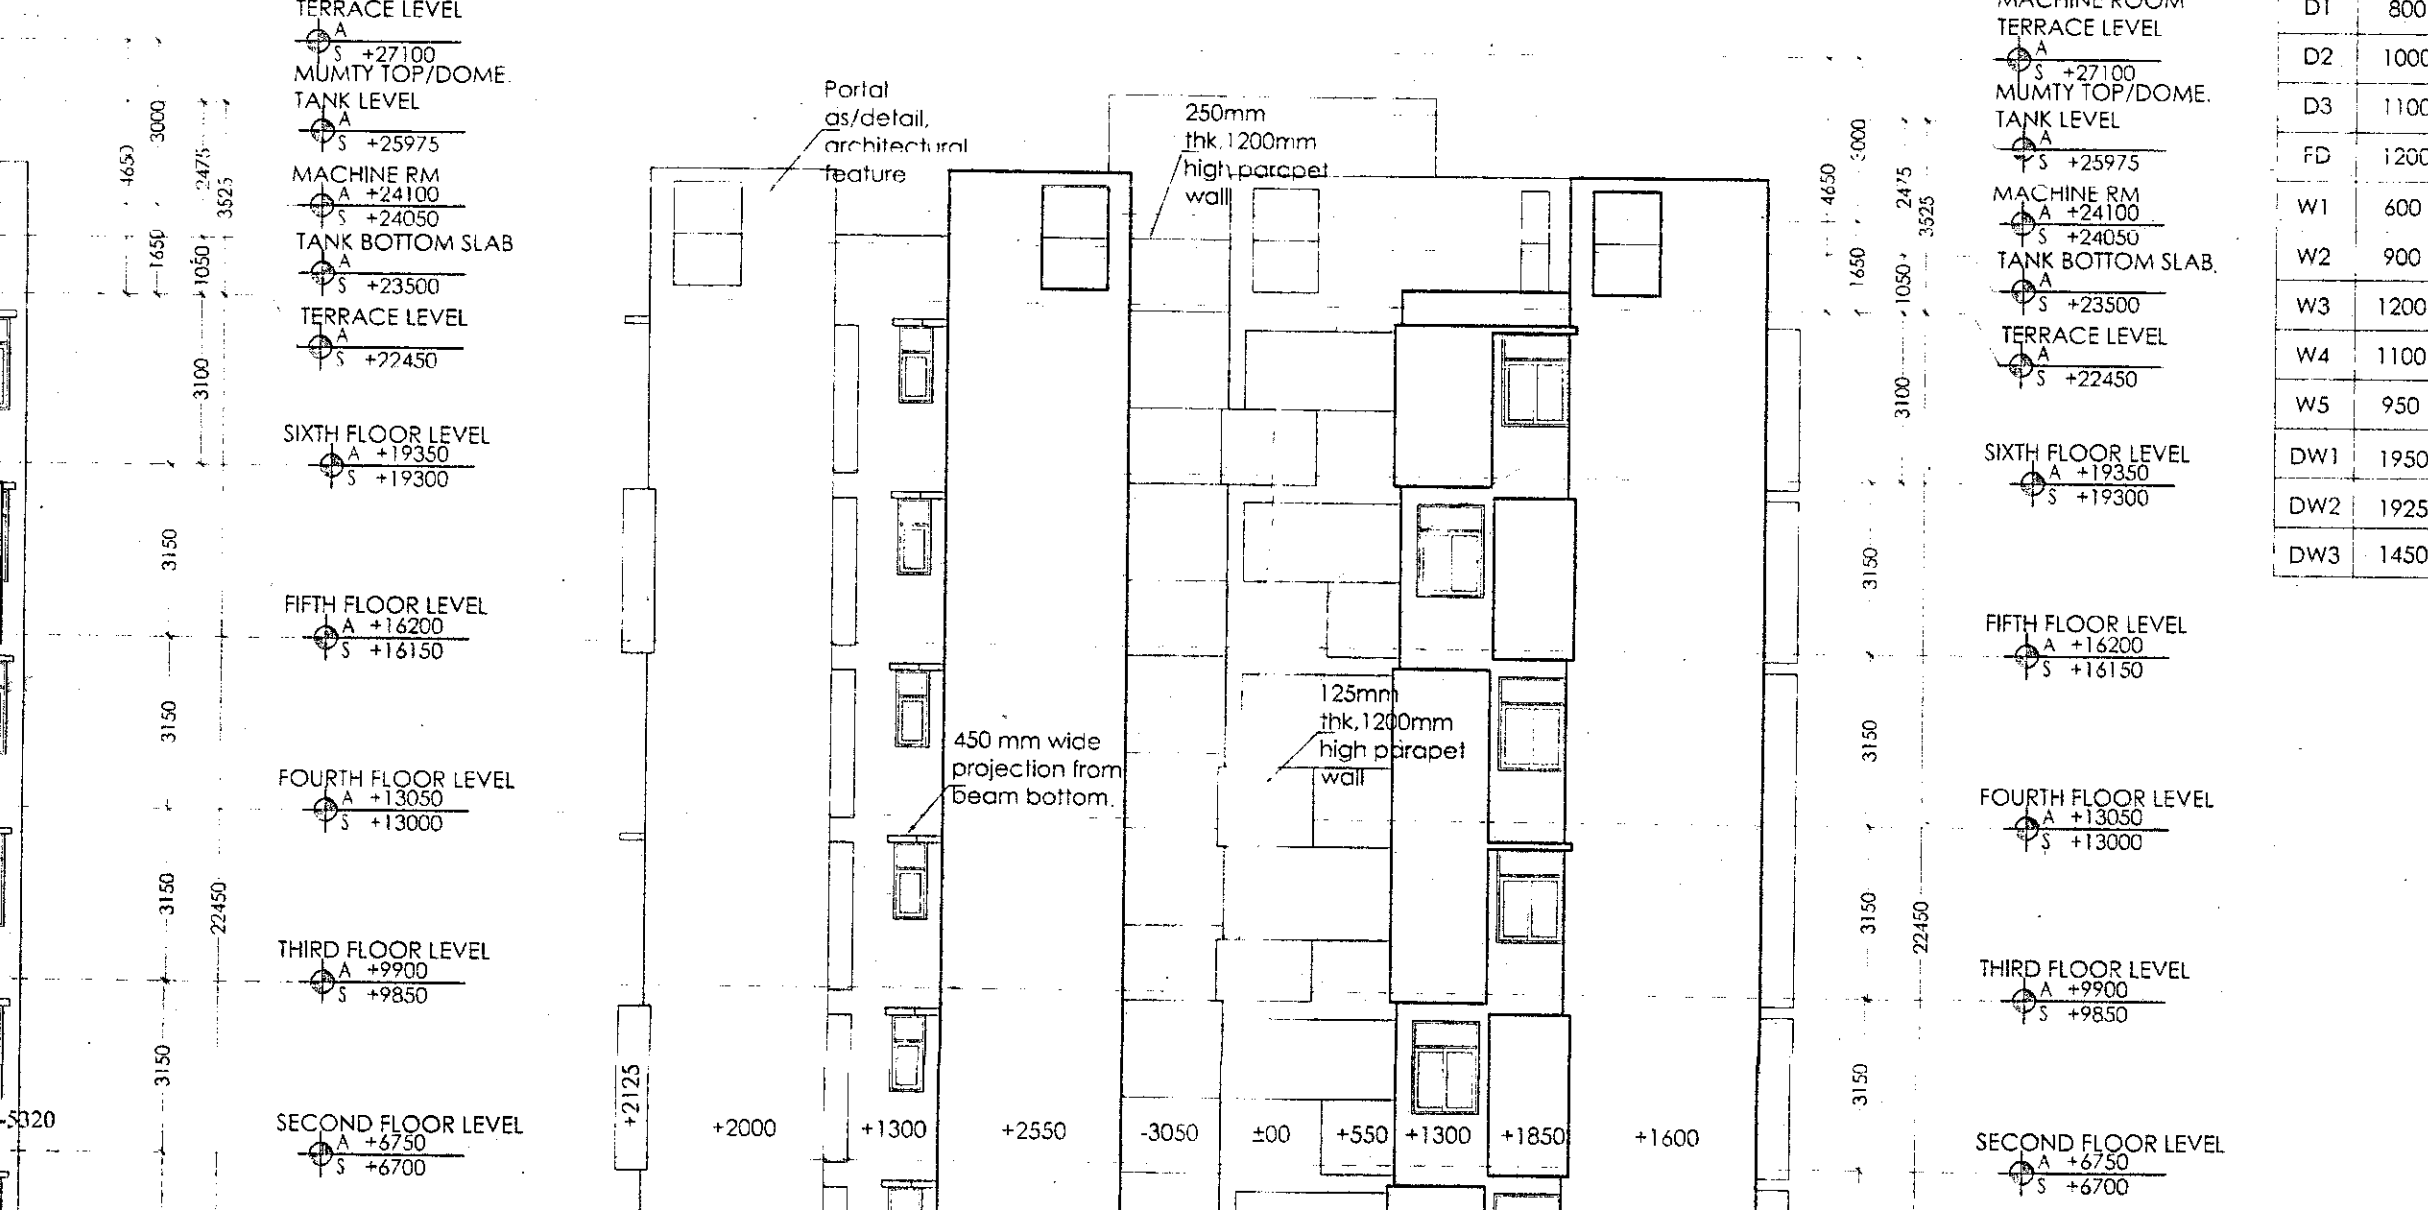 TERRACE LEVEL
A
S +27100
MUMTY TOP/DOME.
TANK LEVEL
A
S +25975
MACHINE RM
A +24100
S +24050
TANK BOTTOM SLAB
A
S +23500
TERRACE LEVEL
A
S +22450
SIXTH FLOOR LEVEL
A +19350
S +19300
FIFTH FLOOR LEVEL
A +16200
S +16150
FOURTH FLOOR LEVEL
A +13050
S +13000
THIRD FLOOR LEVEL
A +9900
S +9850
SECOND FLOOR LEVEL
A +6750
S +6700
4650
3000
1650
2475
3525
1050
3100
3150
3150
3150
3150
22450
-5320
Portal
as/detail,
architectural
feature
250mm
thk,1200mm
high parapet
wall
450 mm wide
projection from
beam bottom.
125mm
thk,1200mm
high parapet
wall
+2125
+2000
+1300
+2550
-3050
±00
+550
+1300
+1850
+1600
4650
3000
1650
2475
3525
1050
3100
3150
3150
3150
3150
22450
MACHINE ROOM
TERRACE LEVEL
A
S +27100
MUMTY TOP/DOME.
TANK LEVEL
A
S +25975
MACHINE RM
A +24100
S +24050
TANK BOTTOM SLAB.
A
S +23500
TERRACE LEVEL
A
S +22450
SIXTH FLOOR LEVEL
A +19350
S +19300
FIFTH FLOOR LEVEL
A +16200
S +16150
FOURTH FLOOR LEVEL
A +13050
S +13000
THIRD FLOOR LEVEL
A +9900
S +9850
SECOND FLOOR LEVEL
A +6750
S +6700
D1 800
D2 1000
D3 1100
FD 1200
W1 600
W2 900
W3 1200
W4 1100
W5 950
DW1 1950
DW2 1925
DW3 1450